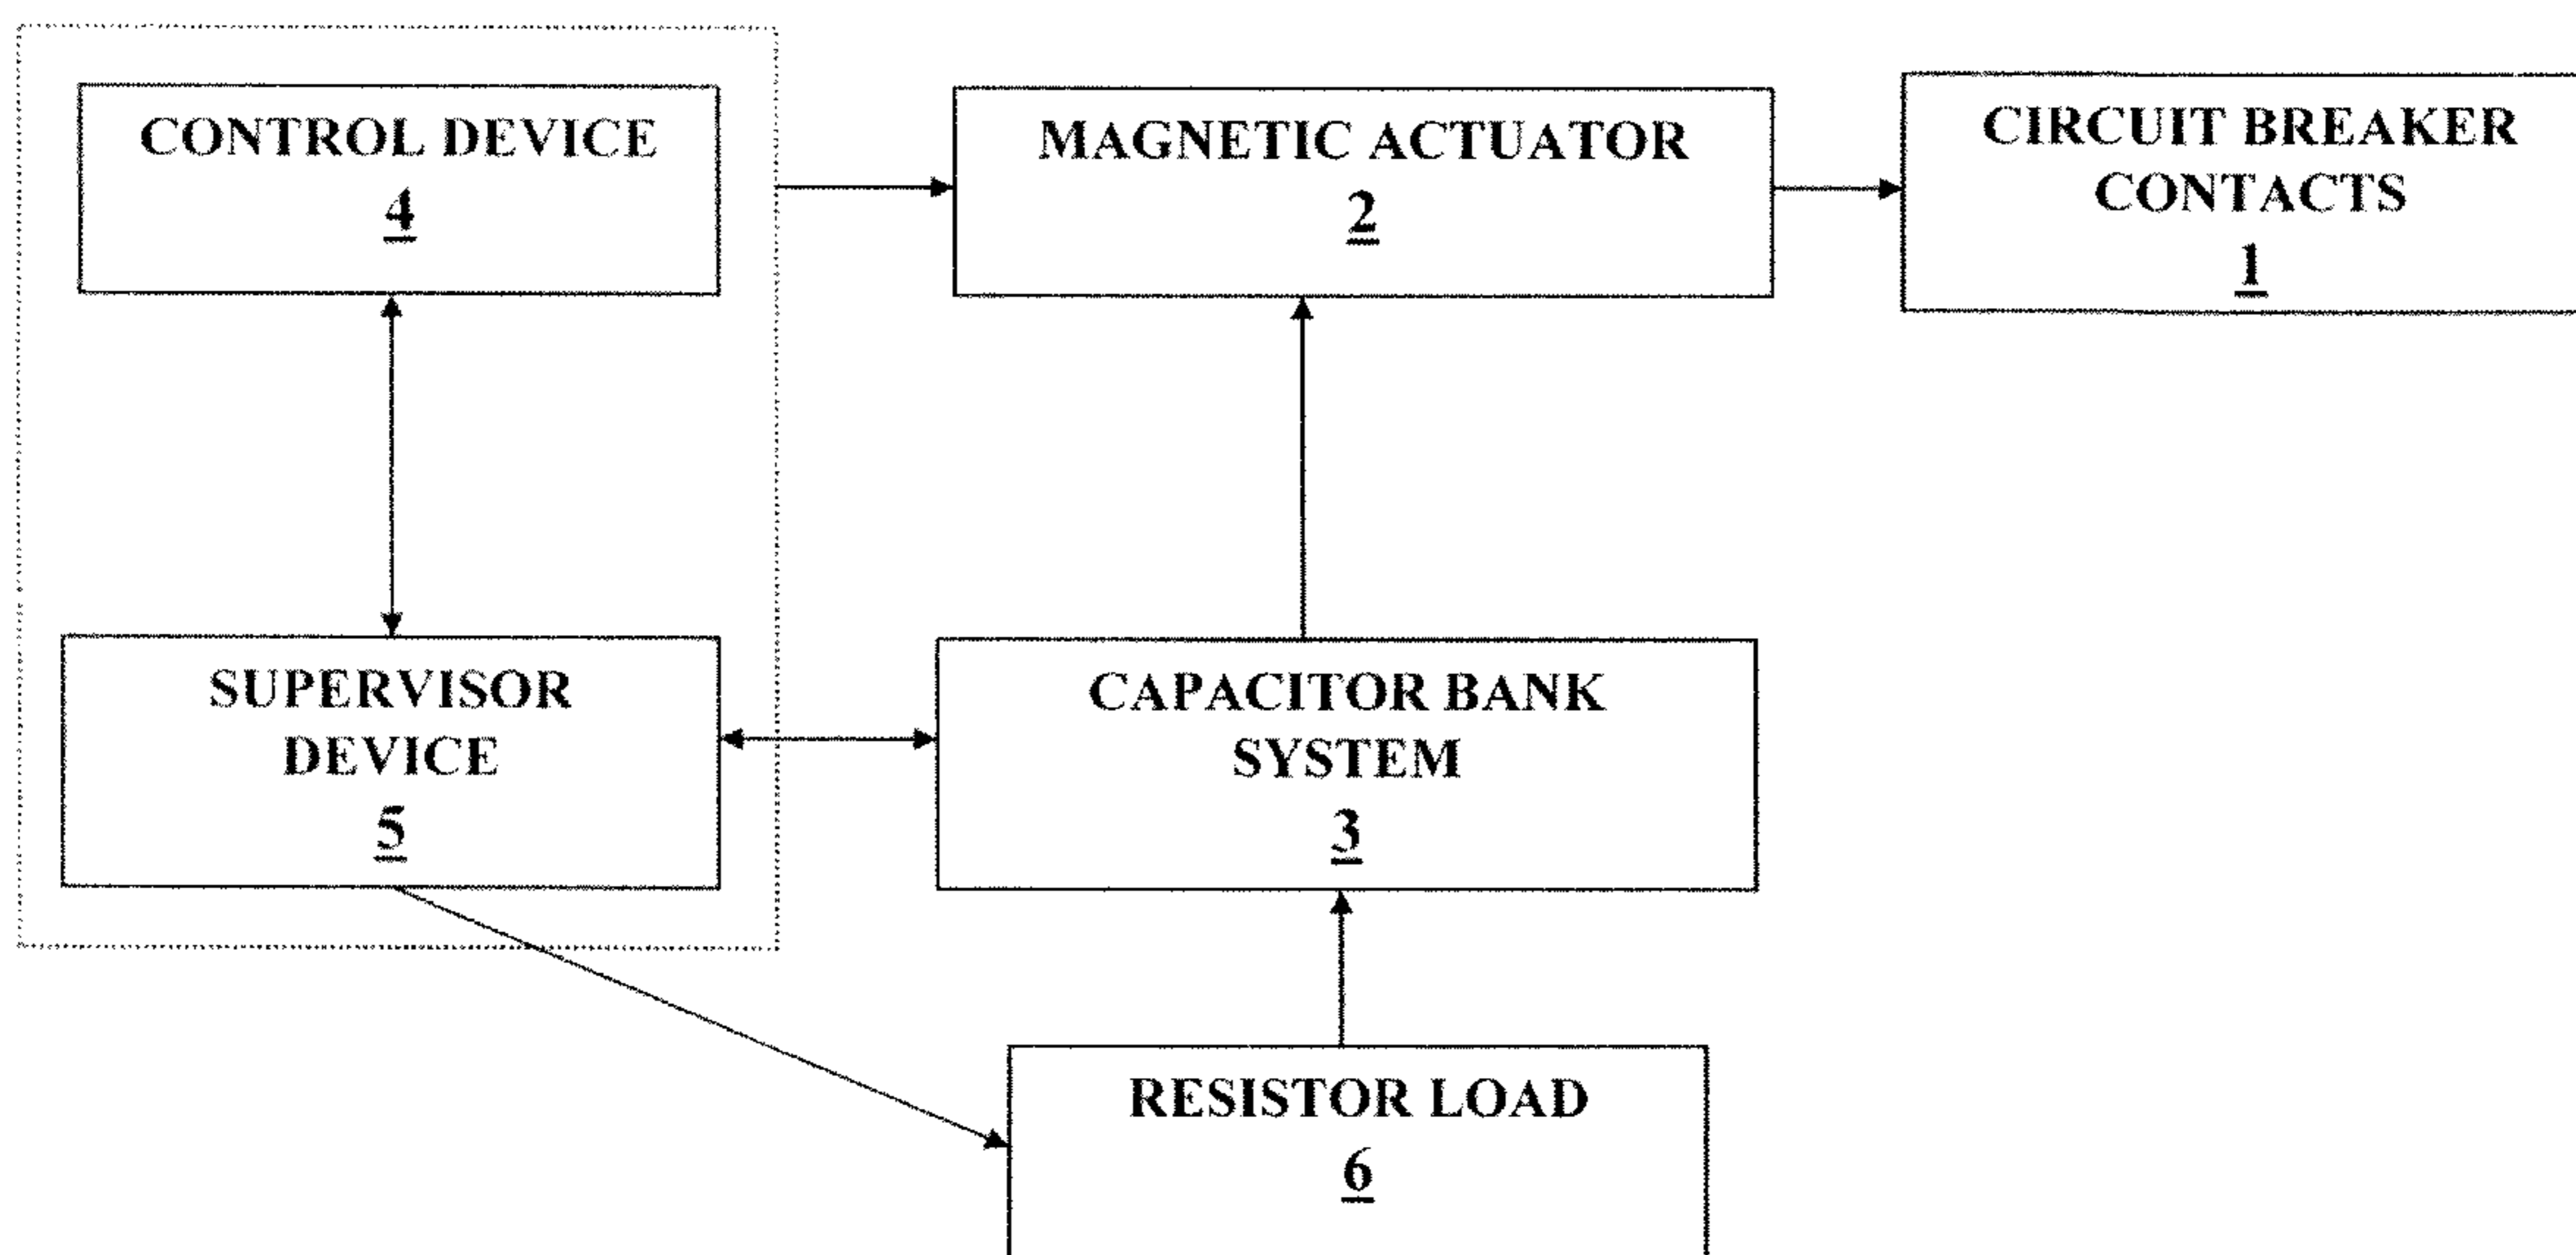 CONTROL DEVICE
4
MAGNETIC ACTUATOR
2
CIRCUIT BREAKER
CONTACTS
1
SUPERVISOR
DEVICE
5
CAPACITOR BANK
SYSTEM
3
RESISTOR LOAD
6